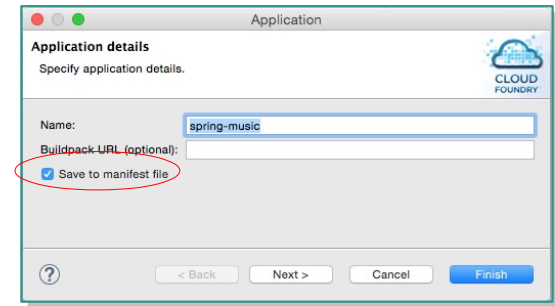 Application
Application details
Specify application details.
CLOUD
FOUNDRY
Name: spring-music
Buildpack URL (optional):
Save to manifest file
? < Back Next > Cancel Finish